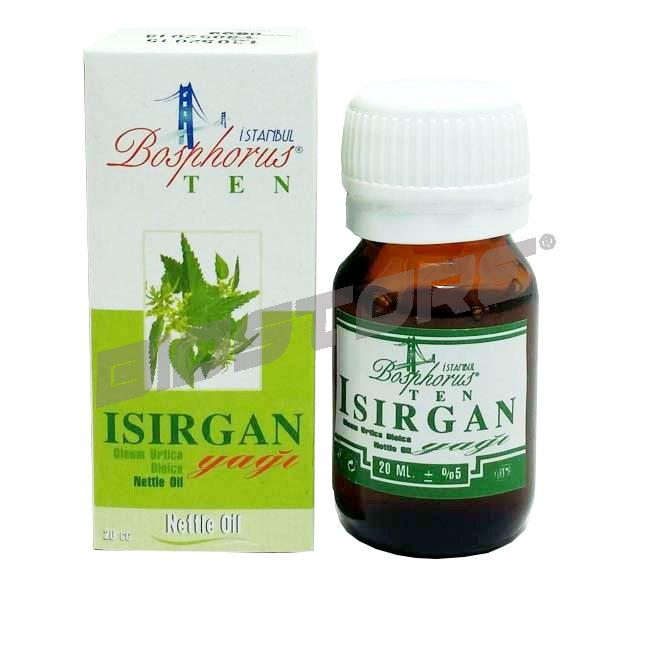 İSTANBUL
Bosphorus®
TEN
ISIRGAN
yağı
Oleum Urtica
Dioica
Nettle Oil
20 cc
Nettle Oil
İSTANBUL
Bosphorus®
TEN
ISIRGAN
yağı
Oleum Urtica Dioica
Nettle Oil
20 ML. ± %5